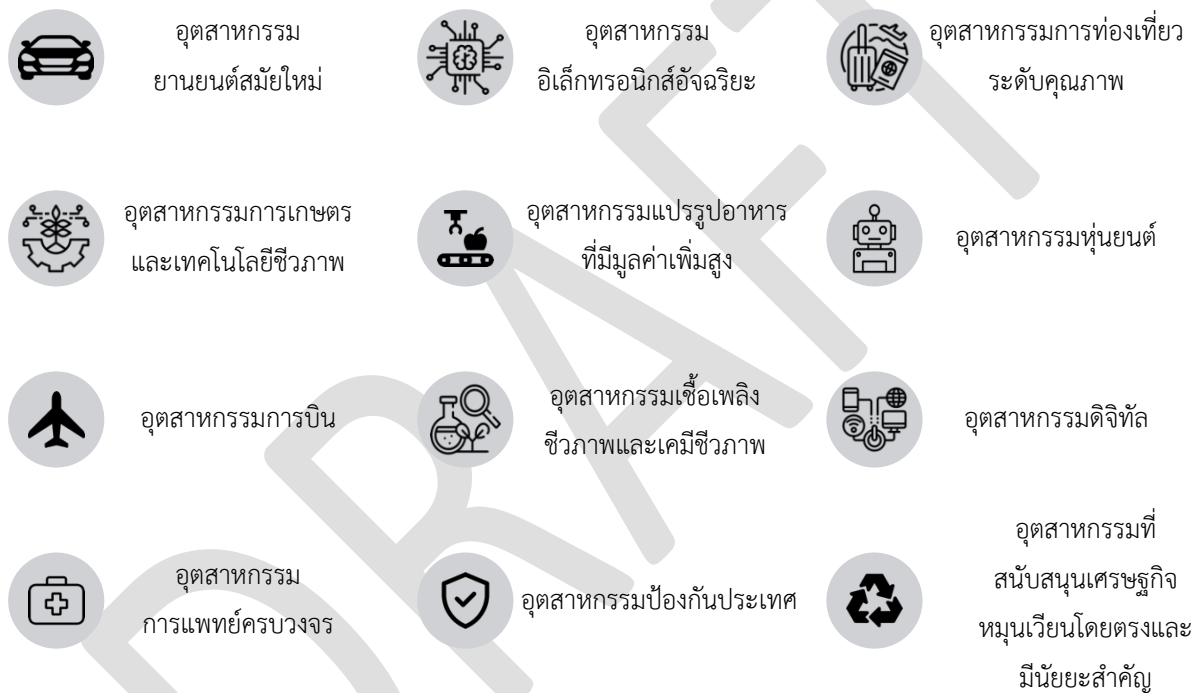 อุตสาหกรรม
ยานยนต์สมัยใหม่
อุตสาหกรรม
อิเล็กทรอนิกส์อัจฉริยะ
อุตสาหกรรมการท่องเที่ยว
ระดับคุณภาพ
อุตสาหกรรมการเกษตร
และเทคโนโลยีชีวภาพ
อุตสาหกรรมแปรรูปอาหาร
ที่มีมูลค่าเพิ่มสูง
อุตสาหกรรมหุ่นยนต์
อุตสาหกรรมการบิน
อุตสาหกรรมเชื้อเพลิง
ชีวภาพและเคมีชีวภาพ
อุตสาหกรรมดิจิทัล
อุตสาหกรรม
การแพทย์ครบวงจร
อุตสาหกรรมป้องกันประเทศ
อุตสาหกรรมที่
สนับสนุนเศรษฐกิจ
หมุนเวียนโดยตรงและ
มีนัยยะสำคัญ
DRAFT